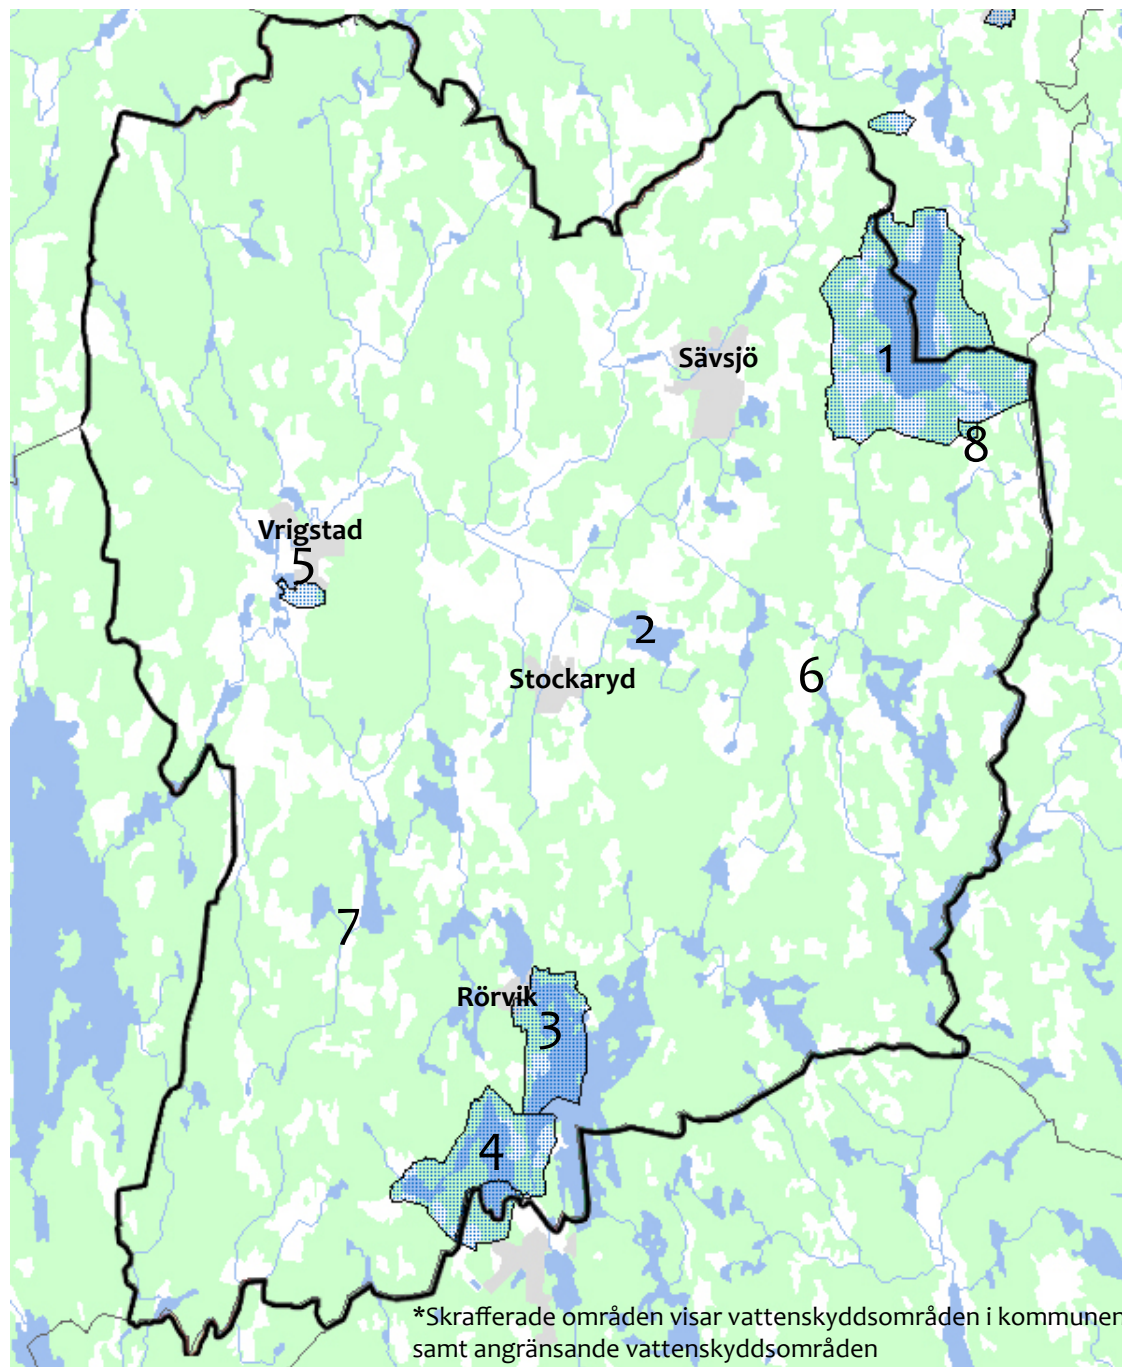 Sävsjö
1
8
Vrigstad
5
2
Stockaryd
6
7
Rörvik
3
4
*Skrafferade områden visar vattenskyddsområden i kommunen
samt angränsande vattenskyddsområden